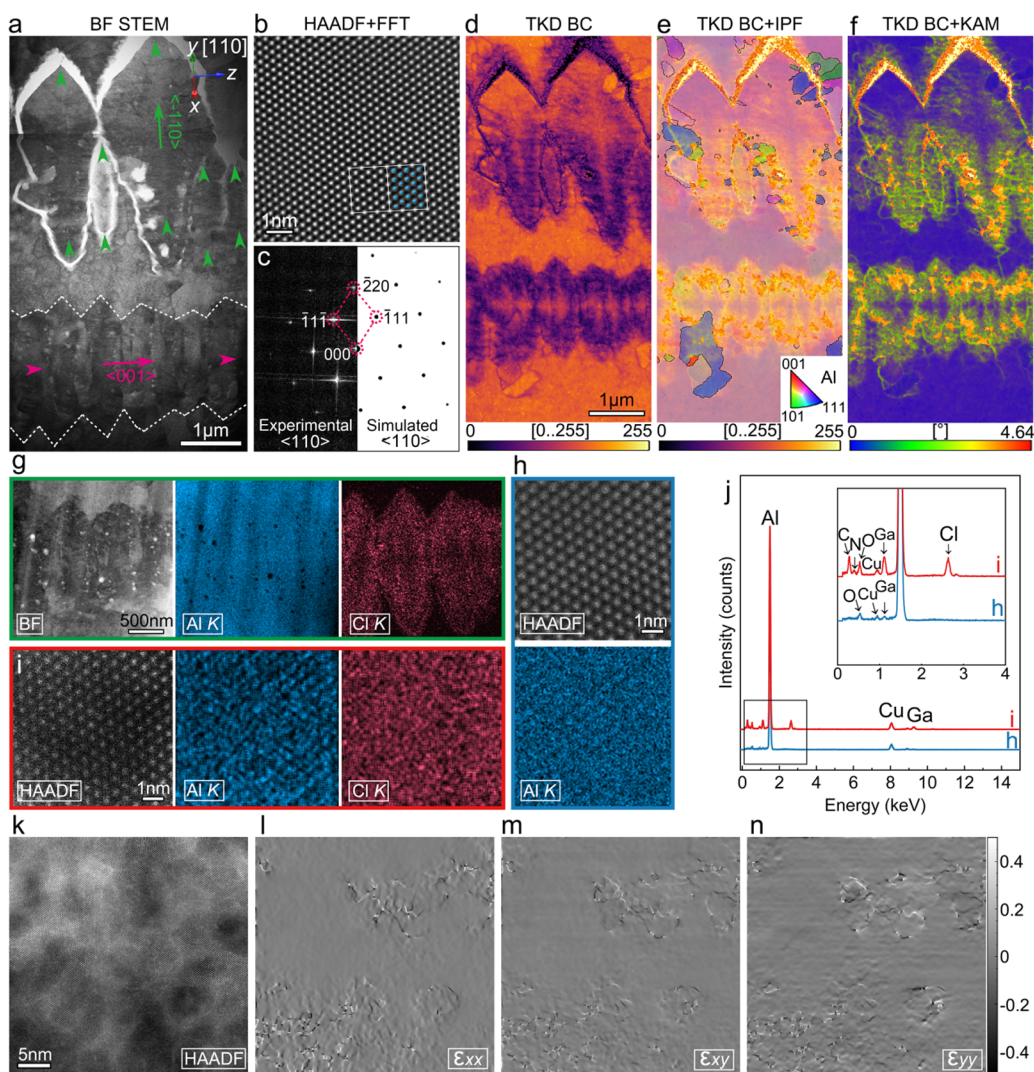 BF STEM
HAADF+FFT
TKD BC
TKD BC+IPF
TKD BC+KAM
a
b
d
e
f
y [110]
z
x
<-110>
<001>
1µm
1nm
c
2̄20
1̄11̄
1̄11
000
Experimental
<110>
Simulated
<110>
1µm
001
Al
101
111
0 [0..255] 255
0 [0..255] 255
0 [°] 4.64
g
BF
500nm
Al K
Cl K
h
HAADF
1nm
Al K
i
HAADF
1nm
Al K
Cl K
j
Al
C
N
O
Cu
Ga
Cl
i
O
Cu
Ga
h
0 1 2 3 4
Cu
Ga
i
h
Intensity (counts)
0 2 4 6 8 10 12 14
Energy (keV)
k
l
m
n
5nm
HAADF
Ɛxx
Ɛxy
Ɛyy
0.4
0.2
0
-0.2
-0.4